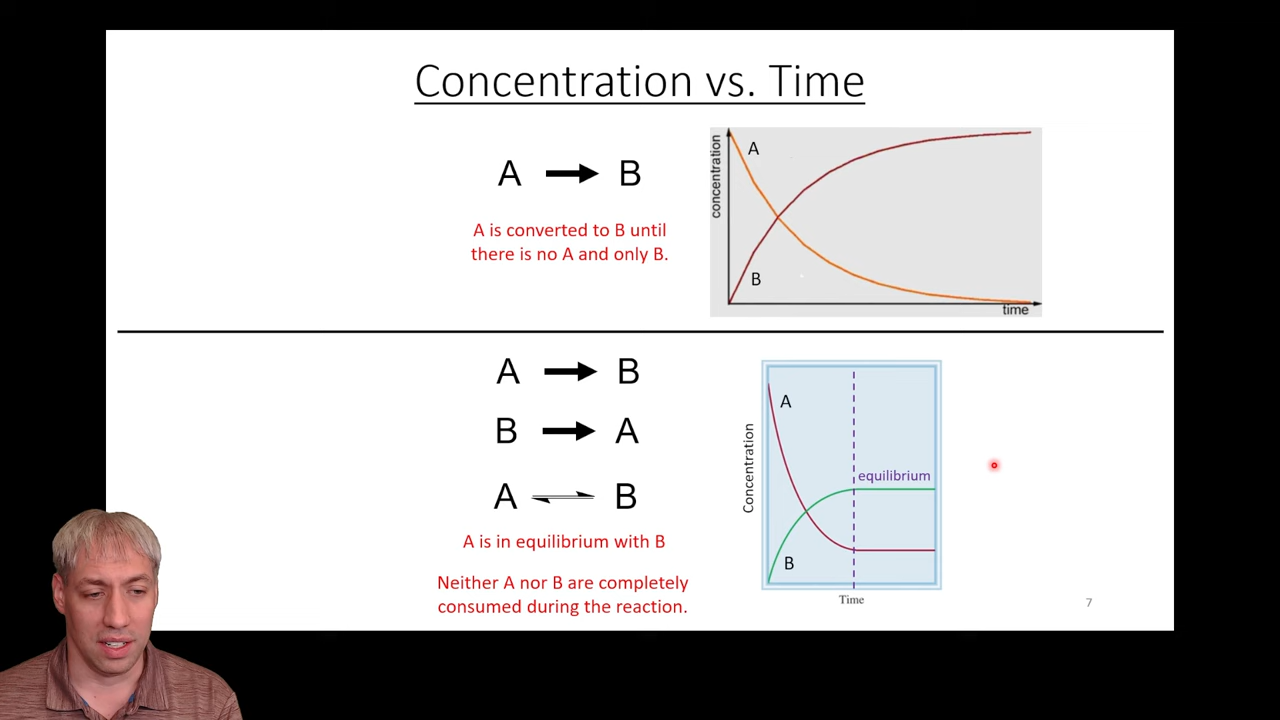 Concentration vs. Time
A → B
A is converted to B until
there is no A and only B.
concentration
A
B
time
A → B
B → A
A ⇌ B
A is in equilibrium with B
Neither A nor B are completely
consumed during the reaction.
Concentration
A
equilibrium
B
Time
7